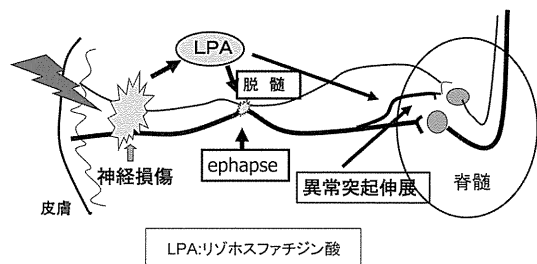 LPA
脱 髄
ephapse
神経損傷
異常突起伸展
脊髄
皮膚
LPA:リゾホスファチジン酸